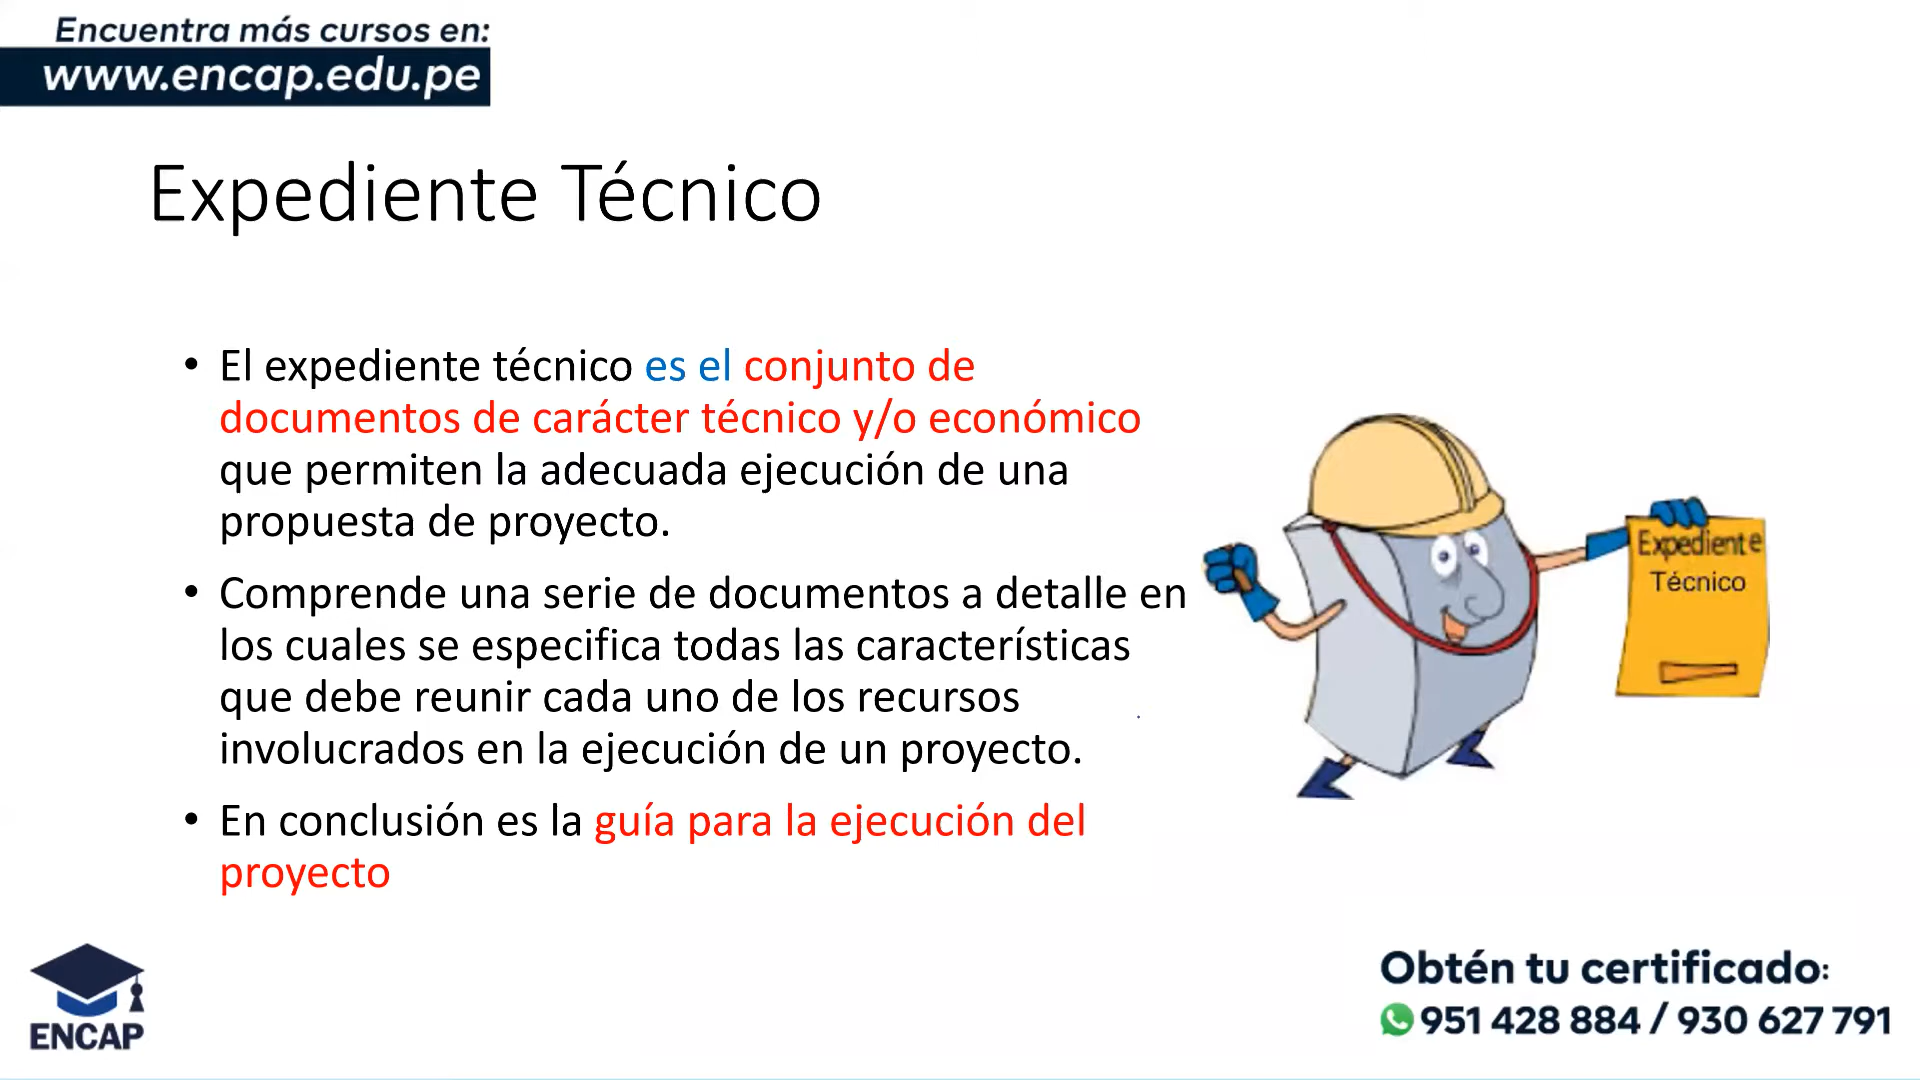 Encuentra más cursos en:
www.encap.edu.pe
Expediente Técnico
• El expediente técnico es el conjunto de
documentos de carácter técnico y/o económico
que permiten la adecuada ejecución de una
propuesta de proyecto.
• Comprende una serie de documentos a detalle en
los cuales se especifica todas las características
que debe reunir cada uno de los recursos
involucrados en la ejecución de un proyecto.
• En conclusión es la guía para la ejecución del
proyecto
Expediente
Técnico
ENCAP
Obtén tu certificado:
951 428 884 / 930 627 791